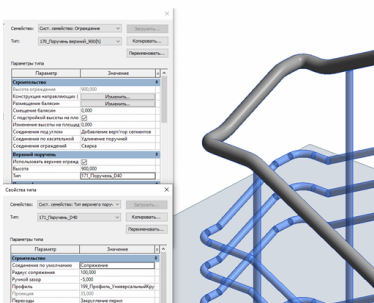 Семейство: Сист. семейство: Ограждение Загрузить...
Тип: 170_Поручень верхний_900(h) Копировать...
Переименовать...
Параметры типа
Параметр Значение
Строительство
Высота ограждения 900,000
Конструкция направляющих ( Изменить...
Размещение балясин Изменить...
Смещение балясин 0,000
С подстройкой высоты на пло
Изменение высоты на площад 0,000
Соединения под углом Добавление верт/гор сегментов
Соединения по касательной Удлинение поручней
Соединение ограждений Сварка
Верхний поручень
Использовать верхнее огражд
Высота 900,000
Тип 171_Поручень_D40
Свойства типа
Семейство: Сист. семейство: Тип верхнего поруч Загрузить...
Тип: 171_Поручень_D40 Копировать...
Переименовать...
Параметры типа
Параметр Значение
Строительство
Соединение по умолчанию Сопряжение
Радиус сопряжения 100,000
Ручной зазор -5,000
Профиль 199_Профиль_УниверсальныйКру
Проекция 35,000
Переходы Закругление перил